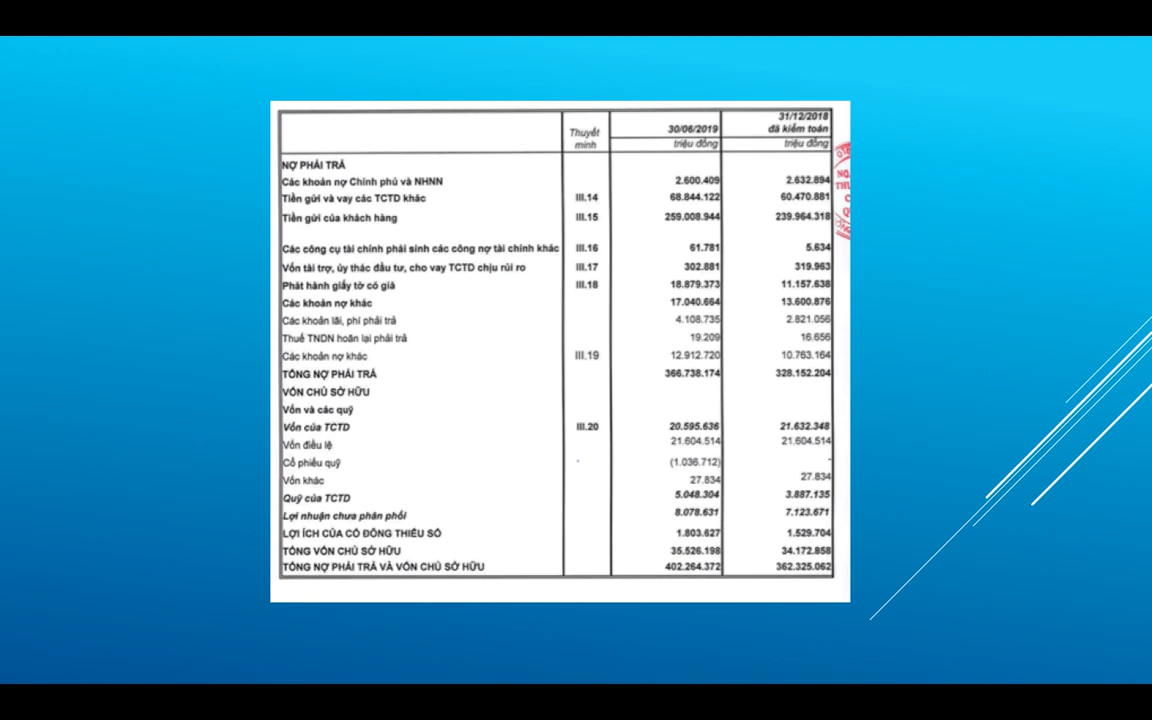 Thuyết minh 30/06/2019 31/12/2018 đã kiểm toán
triệu đồng triệu đồng
NỢ PHẢI TRẢ
Các khoản nợ Chính phủ và NHNN 2.600.409 2.632.894
Tiền gửi và vay các TCTD khác III.14 68.844.122 60.470.881
Tiền gửi của khách hàng III.15 259.008.944 239.964.318
Các công cụ tài chính phái sinh các công nợ tài chính khác III.16 61.781 5.634
Vốn tài trợ, ủy thác đầu tư, cho vay TCTD chịu rủi ro III.17 302.881 319.963
Phát hành giấy tờ có giá III.18 18.879.373 11.157.638
Các khoản nợ khác 17.040.664 13.600.876
Các khoản lãi, phí phải trả 4.108.735 2.821.056
Thuế TNDN hoãn lại phải trả 19.209 16.656
Các khoản nợ khác III.19 12.912.720 10.763.164
TỔNG NỢ PHẢI TRẢ 366.738.174 328.152.204
VỐN CHỦ SỞ HỮU
Vốn và các quỹ
Vốn của TCTD III.20 20.595.636 21.632.348
Vốn điều lệ 21.604.514 21.604.514
Cổ phiếu quỹ - (1.036.712) -
Vốn khác 27.834 27.834
Quỹ của TCTD 5.048.304 3.887.135
Lợi nhuận chưa phân phối 8.078.631 7.123.671
LỢI ÍCH CỦA CỔ ĐÔNG THIỂU SỐ 1.803.627 1.529.704
TỔNG VỐN CHỦ SỞ HỮU 35.526.198 34.172.858
TỔNG NỢ PHẢI TRẢ VÀ VỐN CHỦ SỞ HỮU 402.264.372 362.325.062